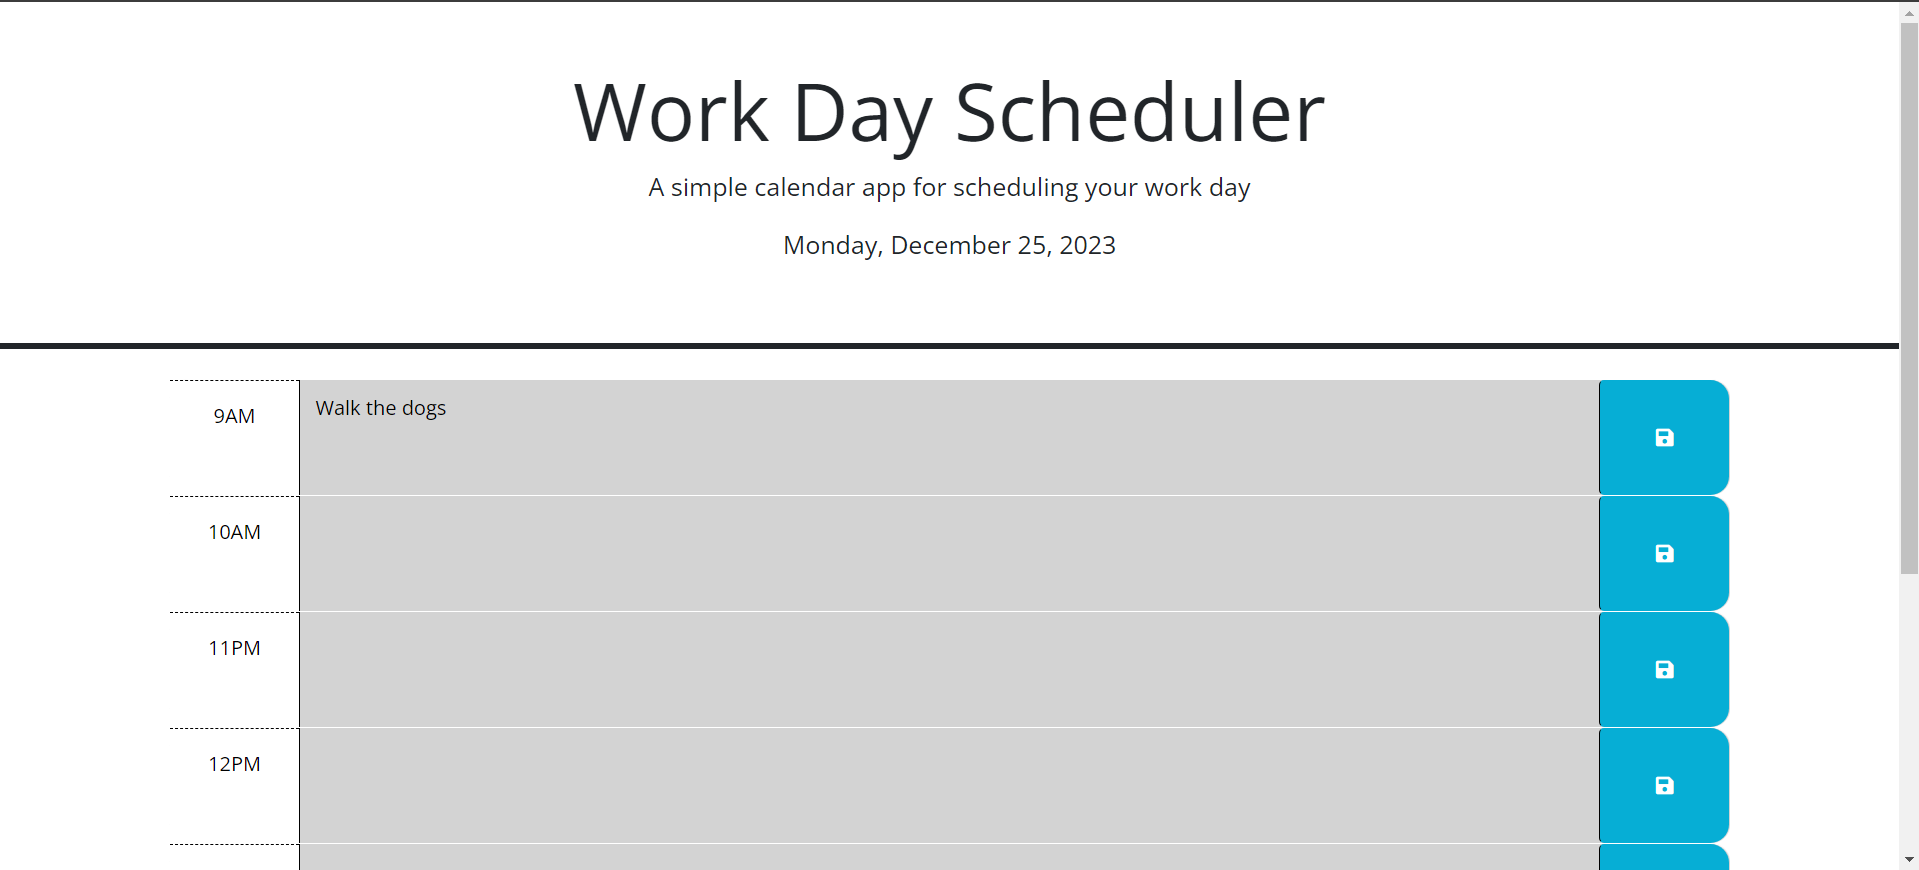 Work Day Scheduler
A simple calendar app for scheduling your work day
Monday, December 25, 2023
9AM
Walk the dogs
10AM
11PM
12PM